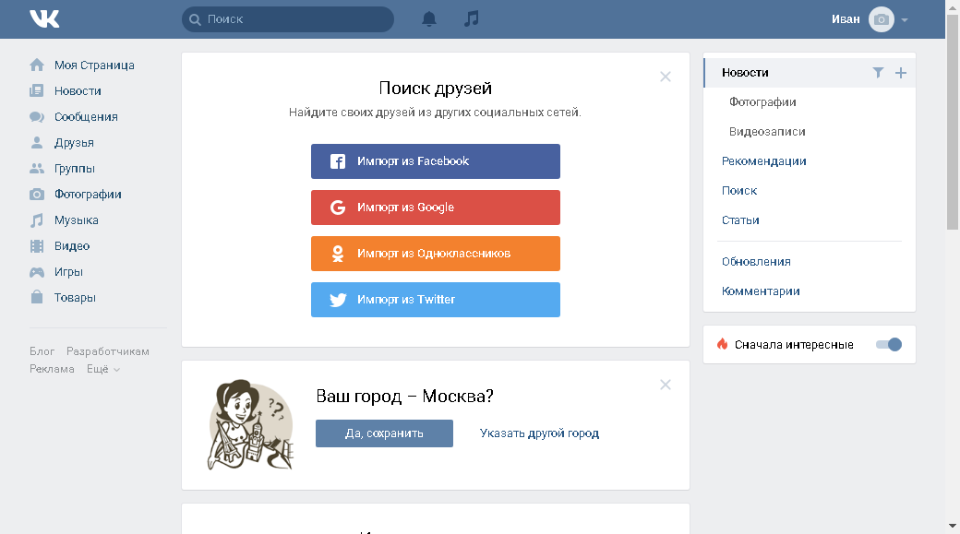 Поиск
Иван
Моя Страница
Новости
Сообщения
Друзья
Группы
Фотографии
Музыка
Видео
Игры
Товары
Блог Разработчикам
Реклама Ещё
Поиск друзей
Найдите своих друзей из других социальных сетей.
Импорт из Facebook
Импорт из Google
Импорт из Одноклассников
Импорт из Twitter
Ваш город – Москва?
Да, сохранить Указать другой город
Новости
Фотографии
Видеозаписи
Рекомендации
Поиск
Статьи
Обновления
Комментарии
Сначала интересные